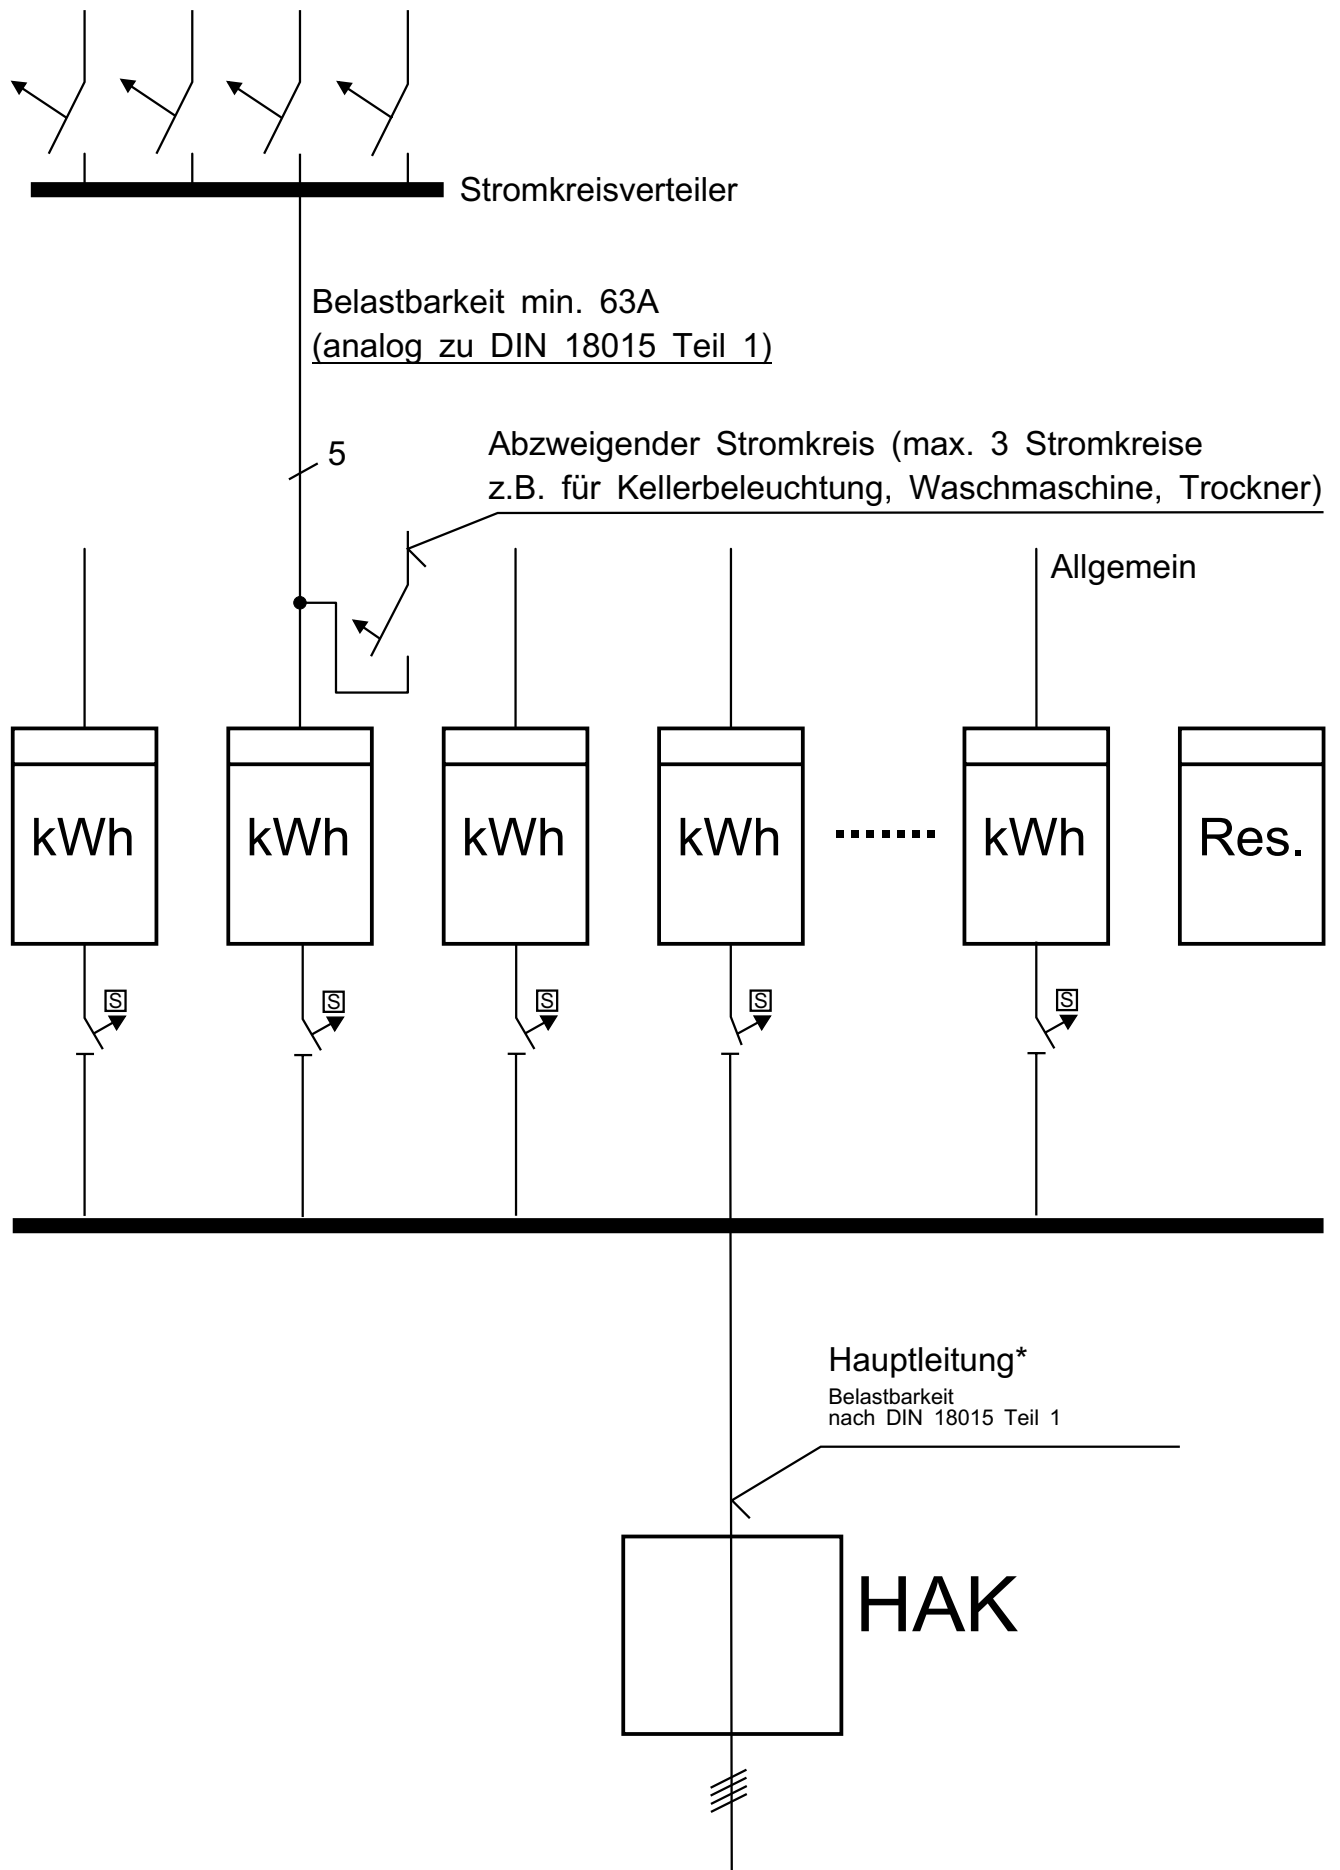 Stromkreisverteiler
Belastbarkeit min. 63A
(analog zu DIN 18015 Teil 1)
5
Abzweigender Stromkreis (max. 3 Stromkreise
z.B. für Kellerbeleuchtung, Waschmaschine, Trockner)
Allgemein
kWh kWh kWh kWh kWh Res.
S S S S S
Hauptleitung*
Belastbarkeit
nach DIN 18015 Teil 1
HAK